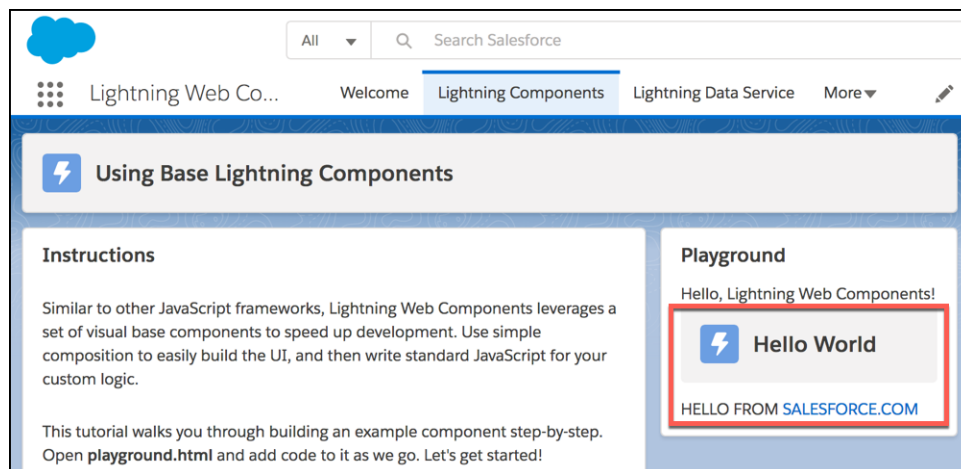 All
Search Salesforce
Lightning Web Co...
Welcome
Lightning Components
Lightning Data Service
More
Using Base Lightning Components
Instructions
Similar to other JavaScript frameworks, Lightning Web Components leverages a
set of visual base components to speed up development. Use simple
composition to easily build the UI, and then write standard JavaScript for your
custom logic.
This tutorial walks you through building an example component step-by-step.
Open playground.html and add code to it as we go. Let's get started!
Playground
Hello, Lightning Web Components!
Hello World
HELLO FROM SALESFORCE.COM